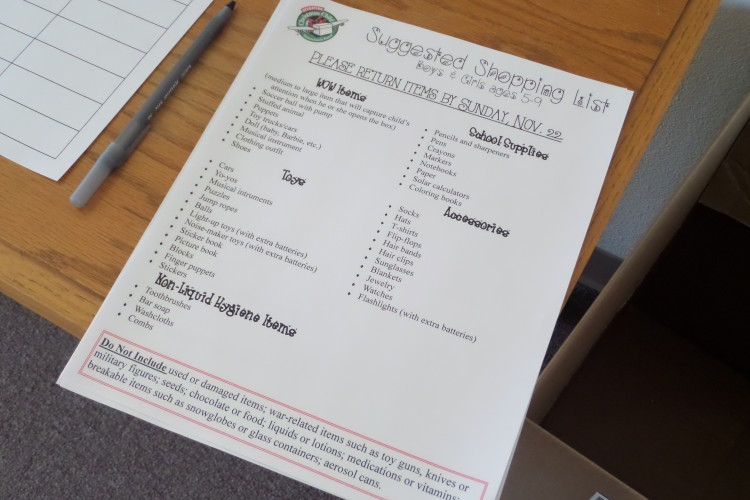 Suggested Shopping List
Boys & Girls ages 5-9
PLEASE RETURN ITEMS BY SUNDAY, NOV. 22
WOW Items
(medium to large item that will capture child's
attention when he or she opens the box)
• Soccer ball with pump
• Stuffed animal
• Puppets
• Toy trucks/cars
• Doll (baby, Barbie, etc.)
• Musical instrument
• Clothing outfit
• Shoes
Toys
• Cars
• Yo-yos
• Musical intruments
• Puzzles
• Jump ropes
• Balls
• Light-up toys (with extra batteries)
• Noise-maker toys (with extra batteries)
• Sticker book
• Picture book
• Blocks
• Finger puppets
• Stickers
Non-Liquid Hygiene Items
• Toothbrushes
• Bar soap
• Washcloths
• Combs
School Supplies
• Pencils and sharpeners
• Pens
• Crayons
• Markers
• Notebooks
• Paper
• Solar calculators
• Coloring books
Accessories
• Socks
• Hats
• T-shirts
• Flip-flops
• Hair bands
• Hair clips
• Sunglasses
• Blankets
• Jewelry
• Watches
• Flashlights (with extra batteries)
Do Not Include used or damaged items; war-related items such as toy guns, knives or
military figures; seeds; chocolate or food; liquids or lotions; medications or vitamins;
breakable items such as snowglobes or glass containers; aerosol cans.